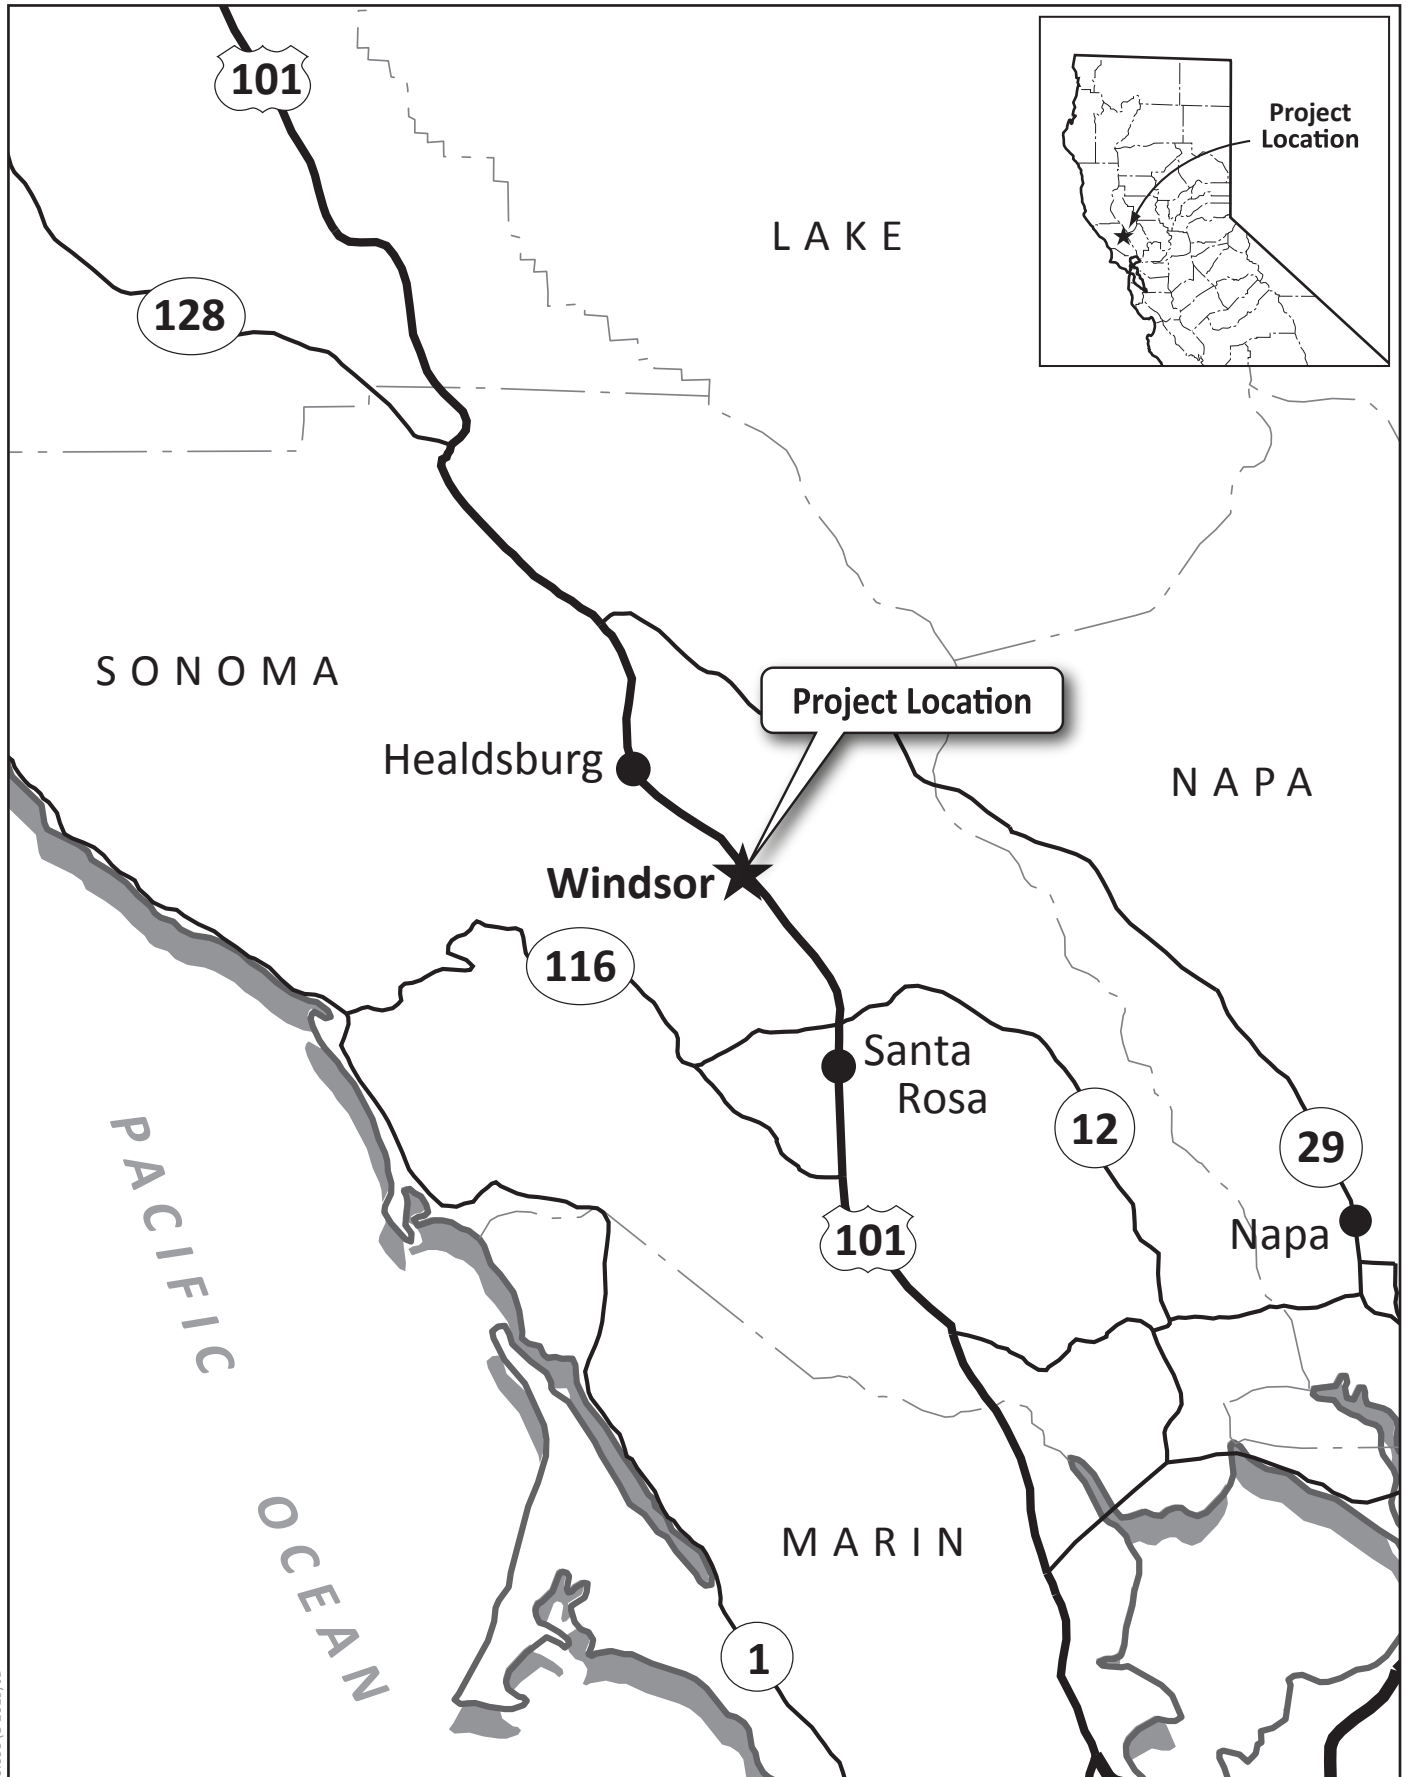 101
Project
Location
LAKE
128
SONOMA
Project Location
Healdsburg
NAPA
Windsor
116
Santa
Rosa
12
29
PACIFIC
101
Napa
OCEAN
MARIN
1